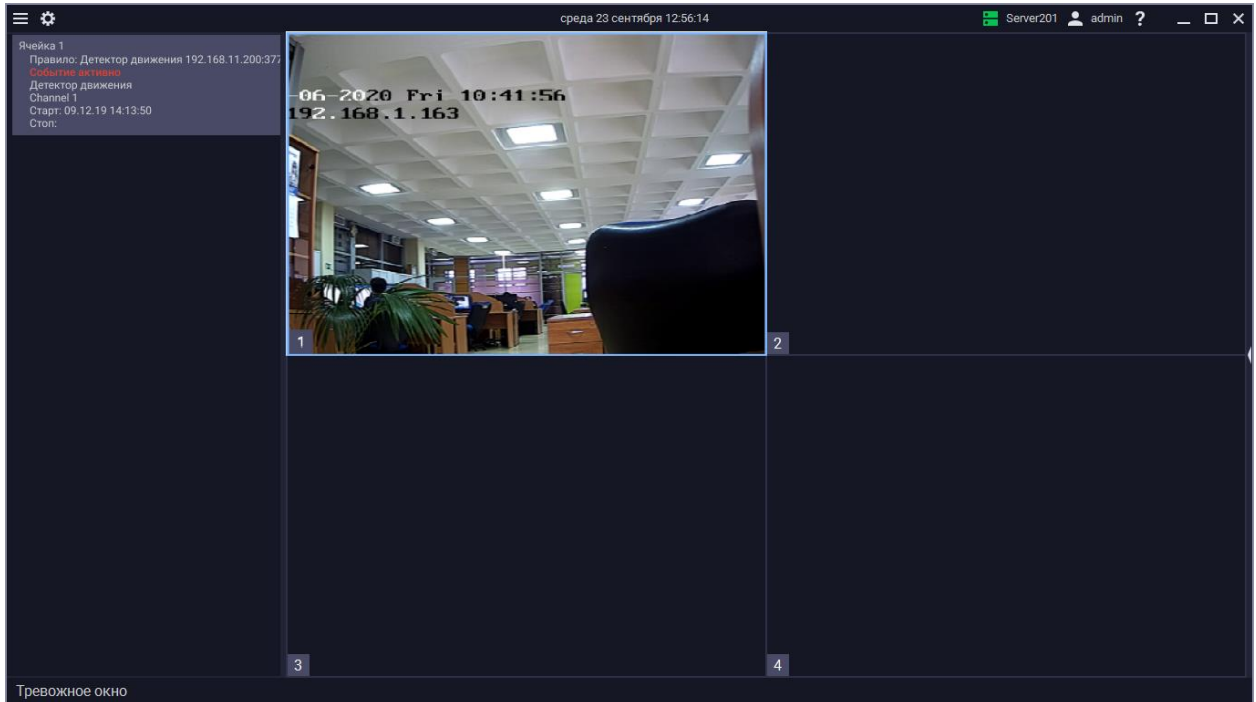 среда 23 сентября 12:56:14
Server201 admin ?
Ячейка 1
Правило: Детектор движения 192.168.11.200:377
Событие активно
Детектор движения
Channel 1
Старт: 09.12.19 14:13:50
Стоп:
-06-2020 Fri 10:41:56
192.168.1.163
1
2
3
4
Тревожное окно